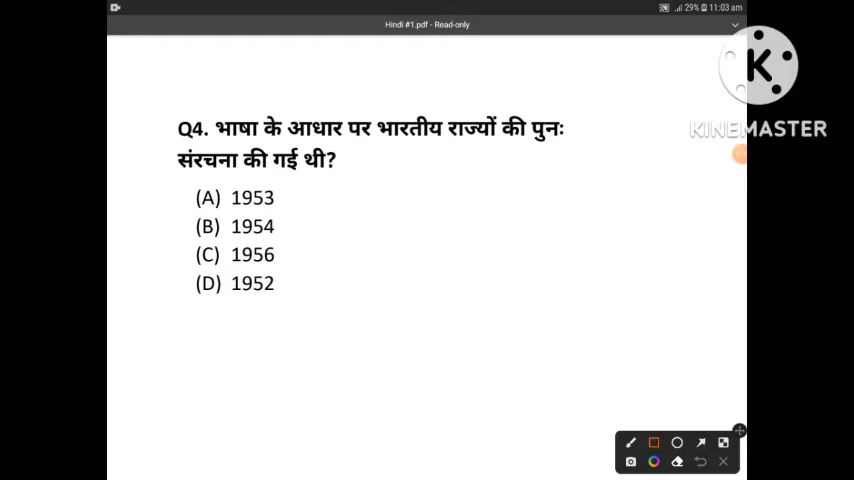 29% 11:03 am
Hindi #1.pdf - Read-only
K
KINEMASTER
Q4. भाषा के आधार पर भारतीय राज्यों की पुनः
संरचना की गई थी?
(A) 1953
(B) 1954
(C) 1956
(D) 1952